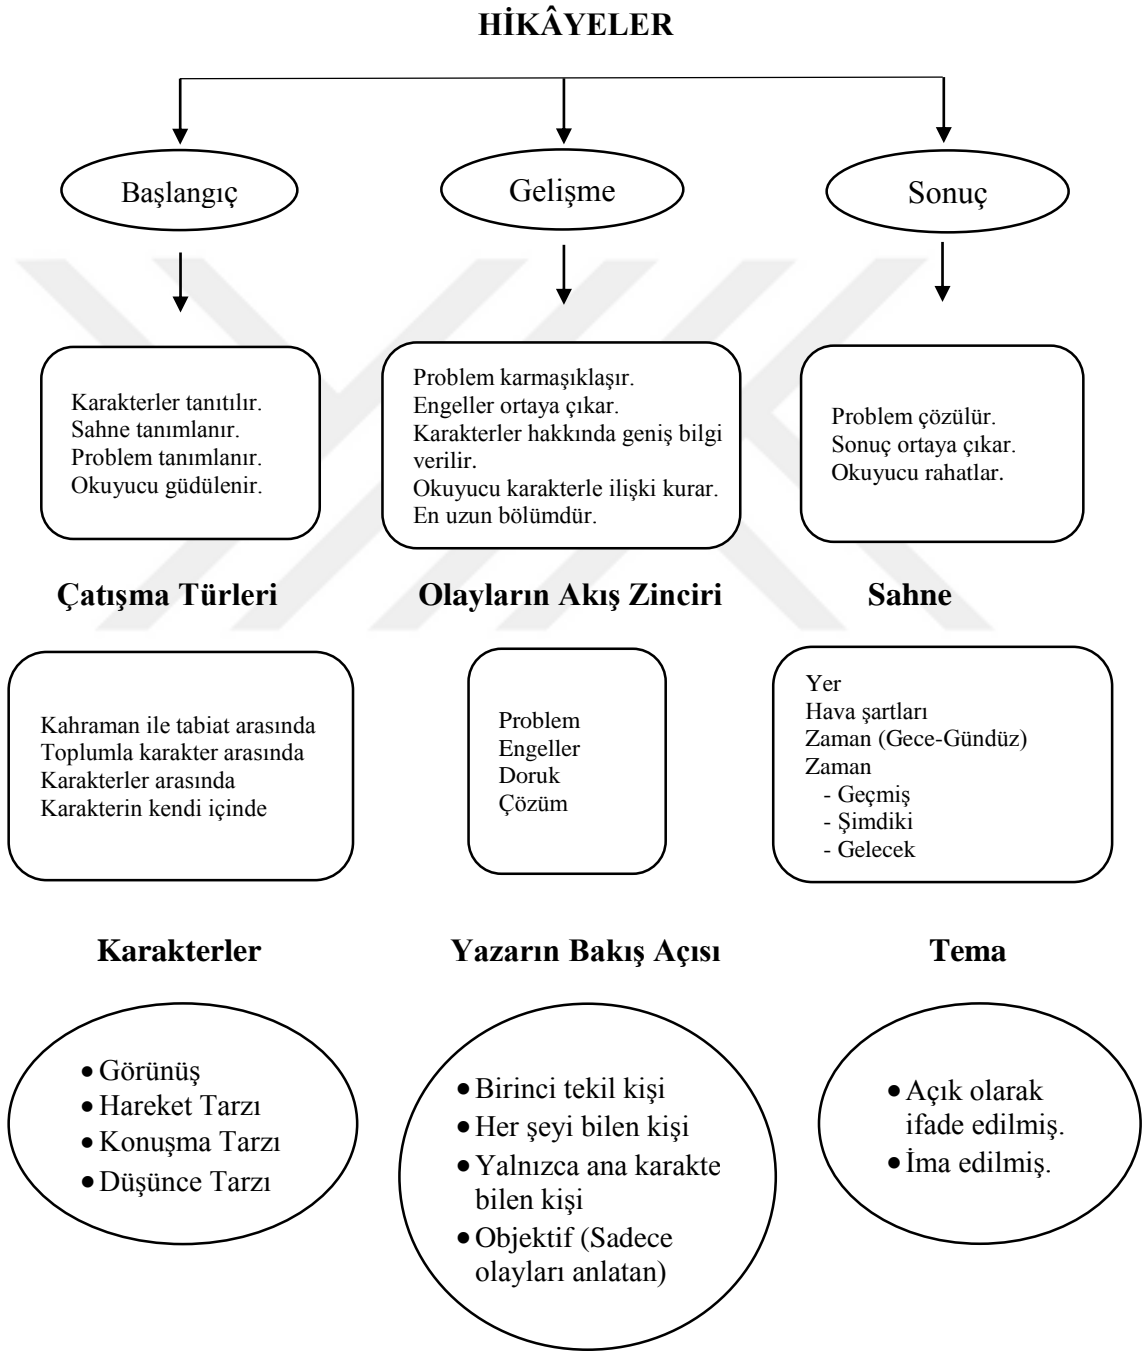 HİKÂYELER
Başlangıç
Gelişme
Sonuç
Karakterler tanıtılır.
Sahne tanımlanır.
Problem tanımlanır.
Okuyucu güdülenir.
Problem karmaşıklaşır.
Engeller ortaya çıkar.
Karakterler hakkında geniş bilgi
verilir.
Okuyucu karakterle ilişki kurar.
En uzun bölümdür.
Problem çözülür.
Sonuç ortaya çıkar.
Okuyucu rahatlar.
Çatışma Türleri
Olayların Akış Zinciri
Sahne
Kahraman ile tabiat arasında
Toplumla karakter arasında
Karakterler arasında
Karakterin kendi içinde
Problem
Engeller
Doruk
Çözüm
Yer
Hava şartları
Zaman (Gece-Gündüz)
Zaman
- Geçmiş
- Şimdiki
- Gelecek
Karakterler
Yazarın Bakış Açısı
Tema
• Görünüş
• Hareket Tarzı
• Konuşma Tarzı
• Düşünce Tarzı
• Birinci tekil kişi
• Her şeyi bilen kişi
• Yalnızca ana karakte
bilen kişi
• Objektif (Sadece
olayları anlatan)
• Açık olarak
ifade edilmiş.
• İma edilmiş.